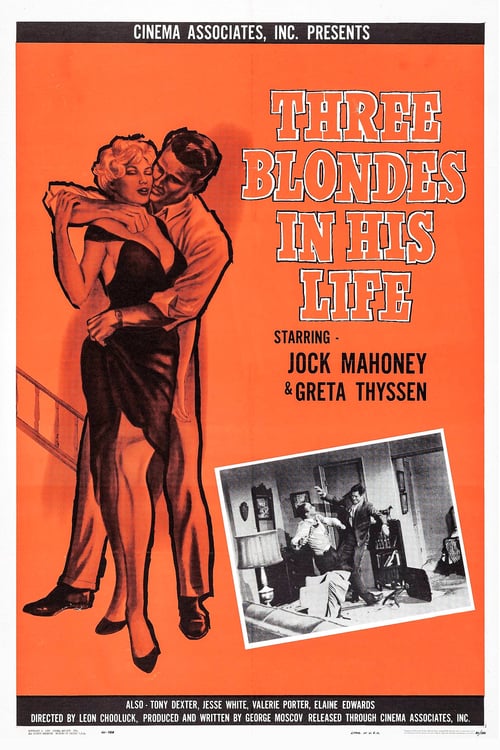 CINEMA ASSOCIATES, INC. PRESENTS
THREE
BLONDES
IN HIS
LIFE
STARRING -
JOCK MAHONEY
& GRETA THYSSEN
ALSO - TONY DEXTER, JESSE WHITE, VALERIE PORTER, ELAINE EDWARDS
DIRECTED BY LEON CHOOLUCK, PRODUCED AND WRITTEN BY GEORGE MOSCOV RELEASED THROUGH CINEMA ASSOCIATES, INC.